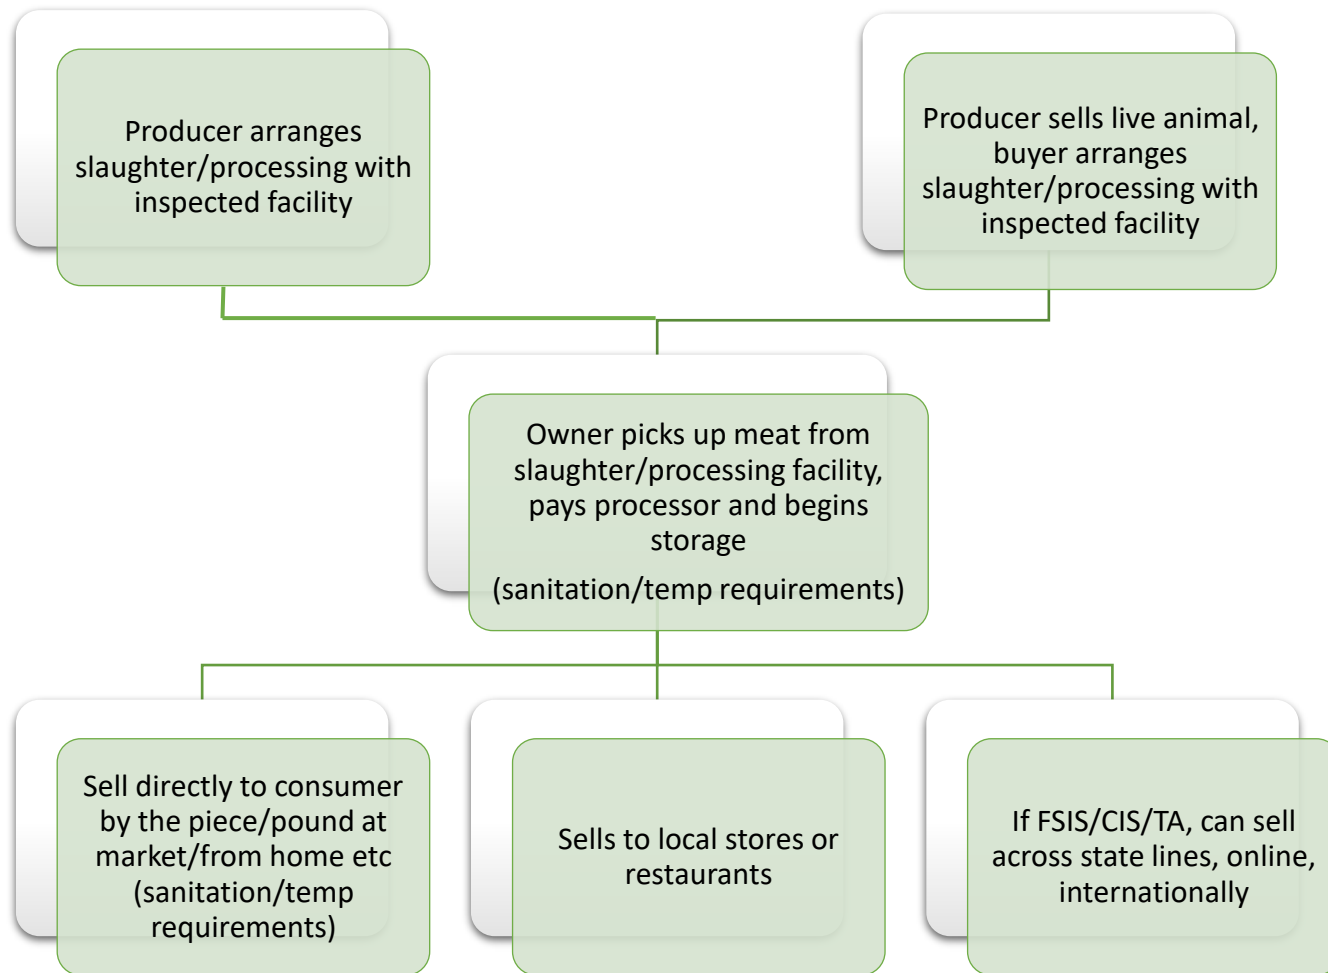 Producer arranges
slaughter/processing with
inspected facility
Producer sells live animal,
buyer arranges
slaughter/processing with
inspected facility
Owner picks up meat from
slaughter/processing facility,
pays processor and begins
storage
(sanitation/temp requirements)
Sell directly to consumer
by the piece/pound at
market/from home etc
(sanitation/temp
requirements)
Sells to local stores or
restaurants
If FSIS/CIS/TA, can sell
across state lines, online,
internationally